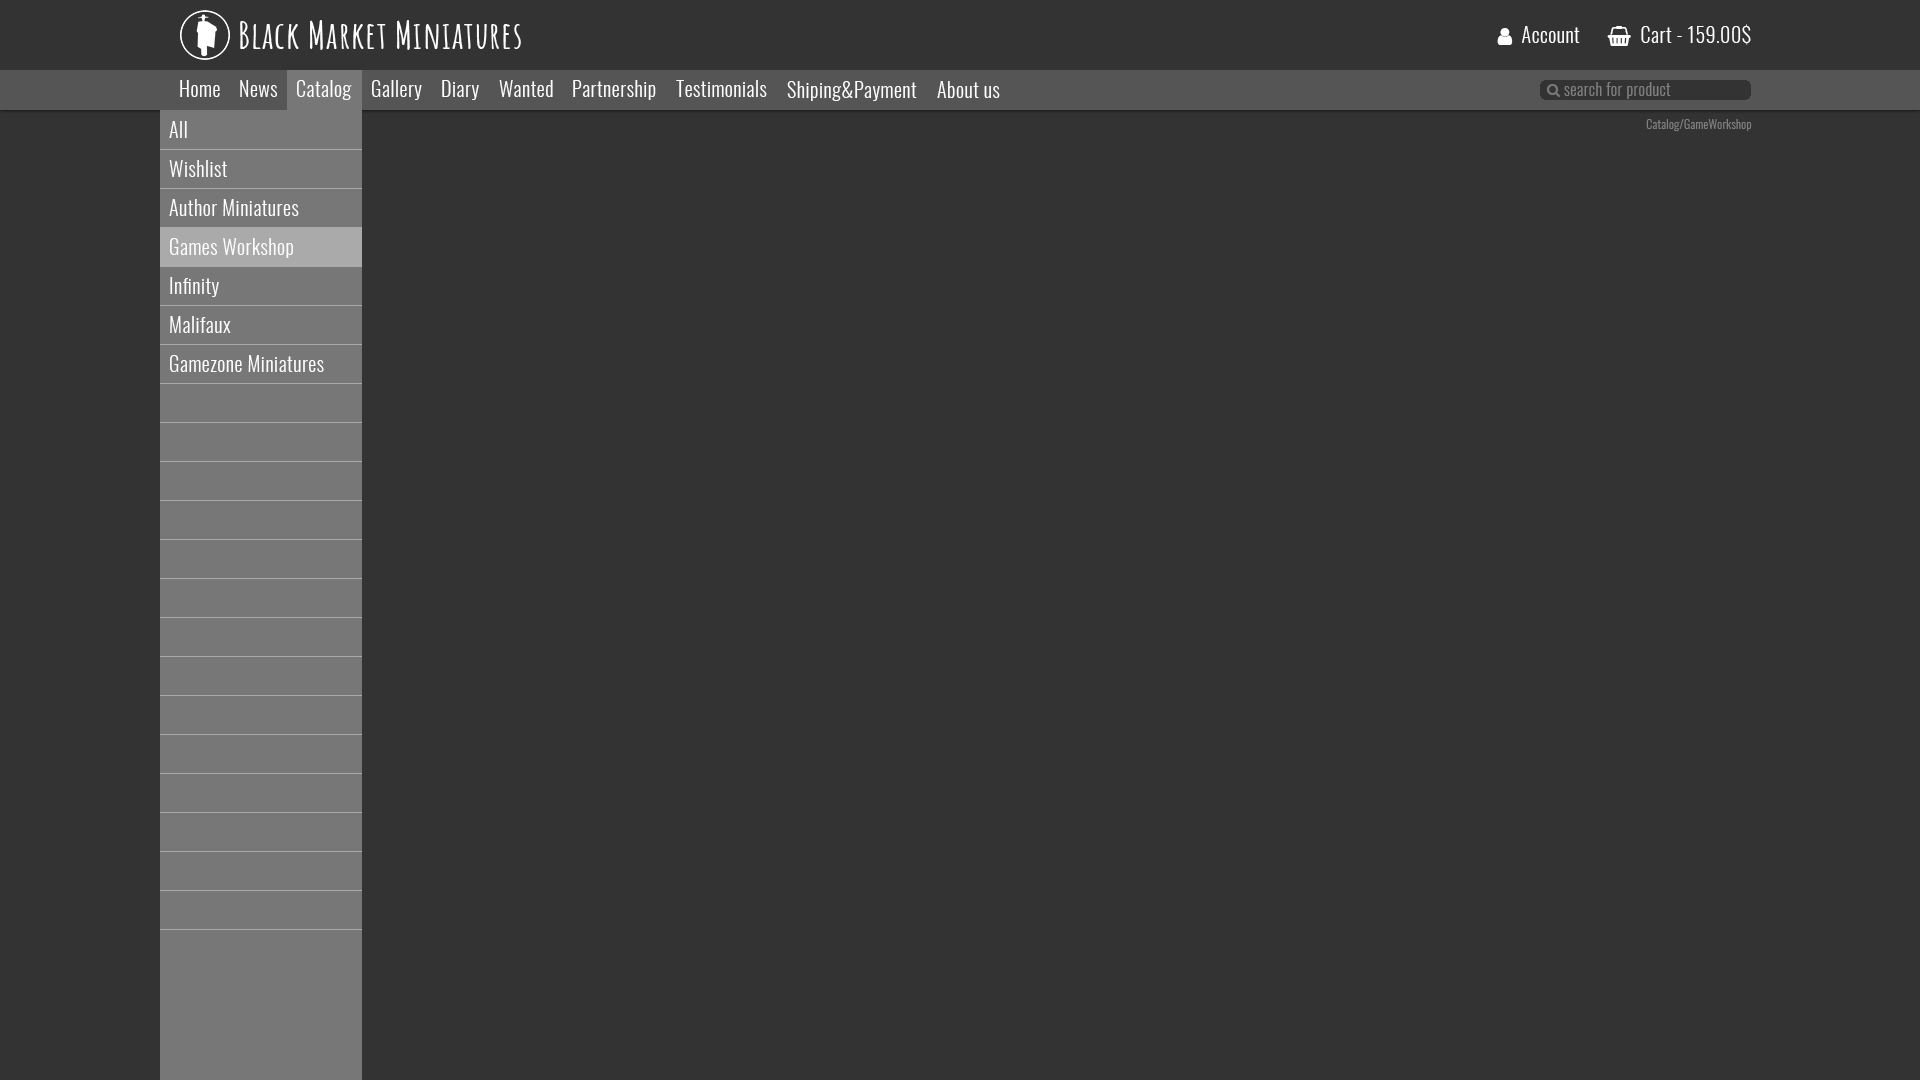 Black Market Miniatures
Account
Cart - 159.00$
Home News Catalog Gallery Diary Wanted Partnership Testimonials Shiping&Payment About us
search for product
Catalog/GameWorkshop
All
Wishlist
Author Miniatures
Games Workshop
Infinity
Malifaux
Gamezone Miniatures